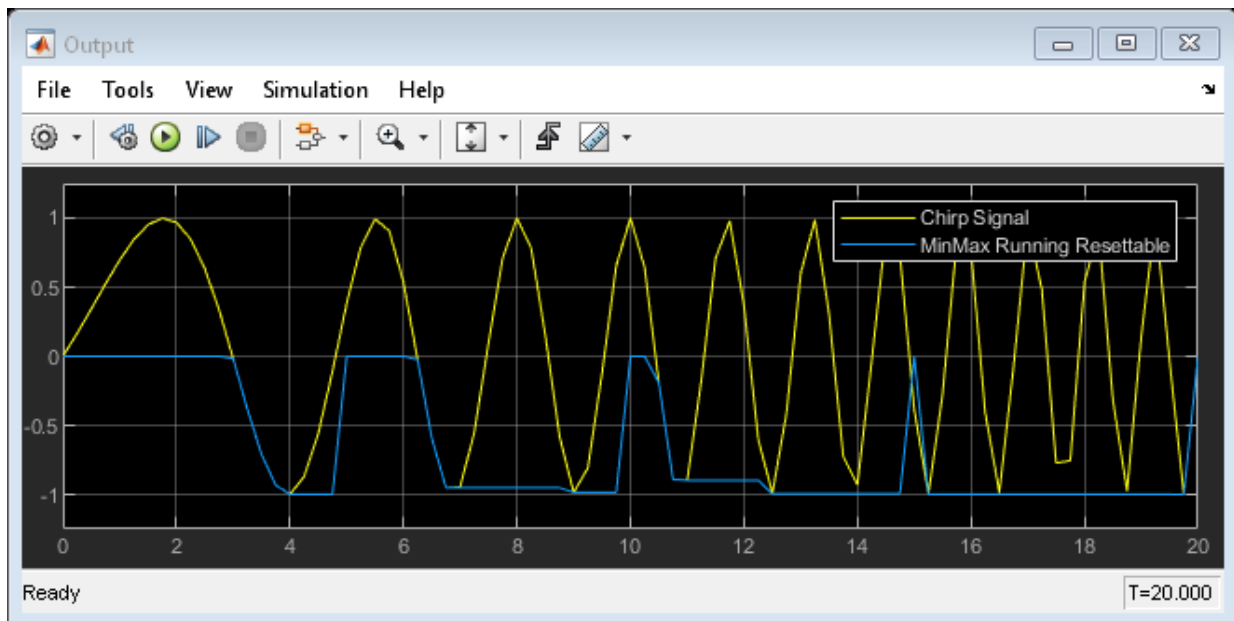 Output
File Tools View Simulation Help
Chirp Signal
MinMax Running Resettable
1
0.5
0
-0.5
-1
0 2 4 6 8 10 12 14 16 18 20
Ready T=20.000